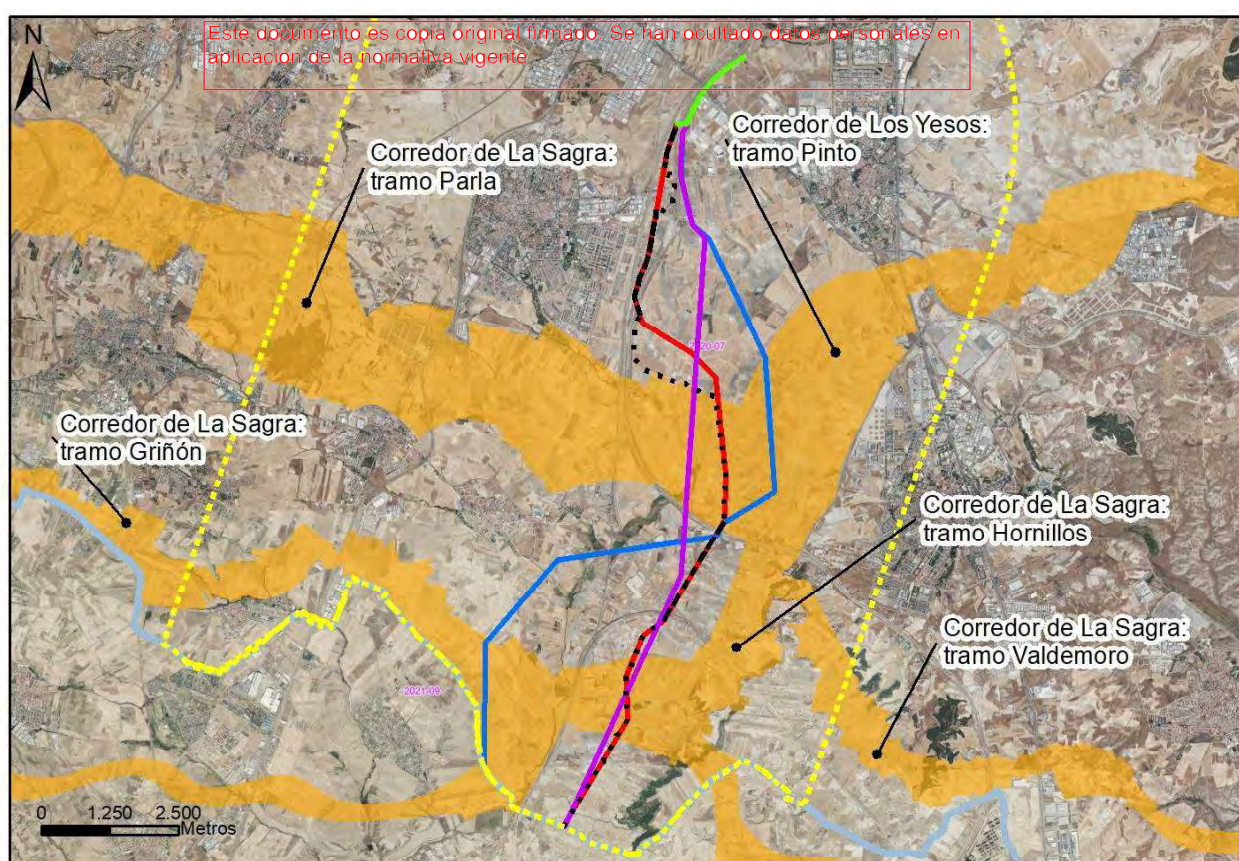 Este documento es copia original firmado. Se han ocultado datos personales en
aplicación de la normativa vigente
N
Corredor de La Sagra:
tramo Parla
Corredor de Los Yesos:
tramo Pinto
2020-07
Corredor de La Sagra:
tramo Griñón
Corredor de La Sagra:
tramo Hornillos
Corredor de La Sagra:
tramo Valdemoro
2021-09
0 1.250 2.500
Metros